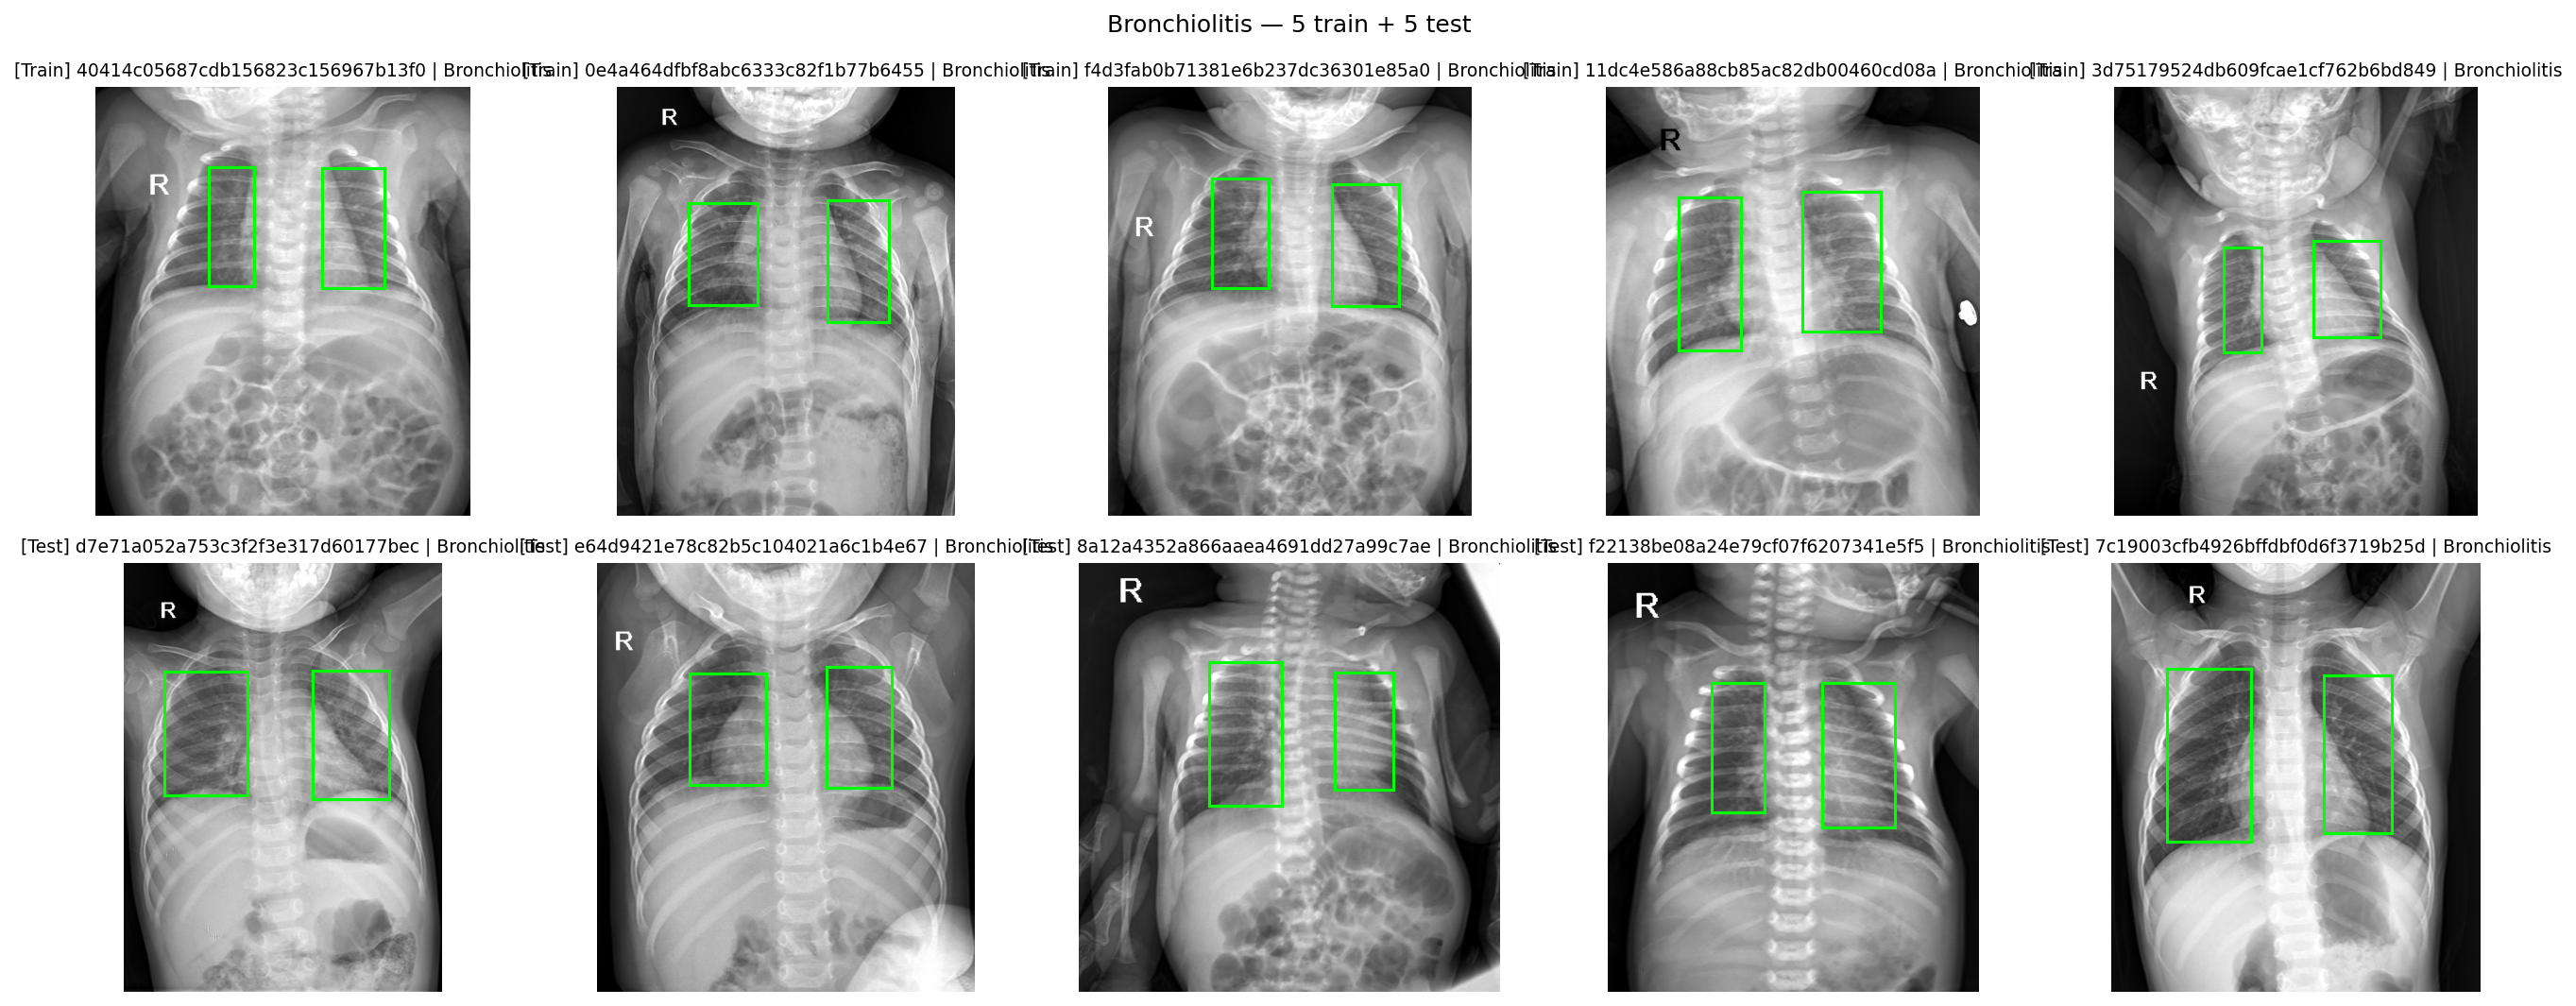 Bronchiolitis — 5 train + 5 test
[Train] 40414c05687cdb156823c156967b13f0 | Bronchiolitis
[Train] 0e4a464dfbf8abc6333c82f1b77b6455 | Bronchiolitis
[Train] f4d3fab0b71381e6b237dc36301e85a0 | Bronchiolitis
[Train] 11dc4e586a88cb85ac82db00460cd08a | Bronchiolitis
[Train] 3d75179524db609fcae1cf762b6bd849 | Bronchiolitis
R
R
R
R
R
[Test] d7e71a052a753c3f2f3e317d60177bec | Bronchiolitis
[Test] e64d9421e78c82b5c104021a6c1b4e67 | Bronchiolitis
[Test] 8a12a4352a866aaea4691dd27a99c7ae | Bronchiolitis
[Test] f22138be08a24e79cf07f6207341e5f5 | Bronchiolitis
[Test] 7c19003cfb4926bffdbf0d6f3719b25d | Bronchiolitis
R
R
R
R
R